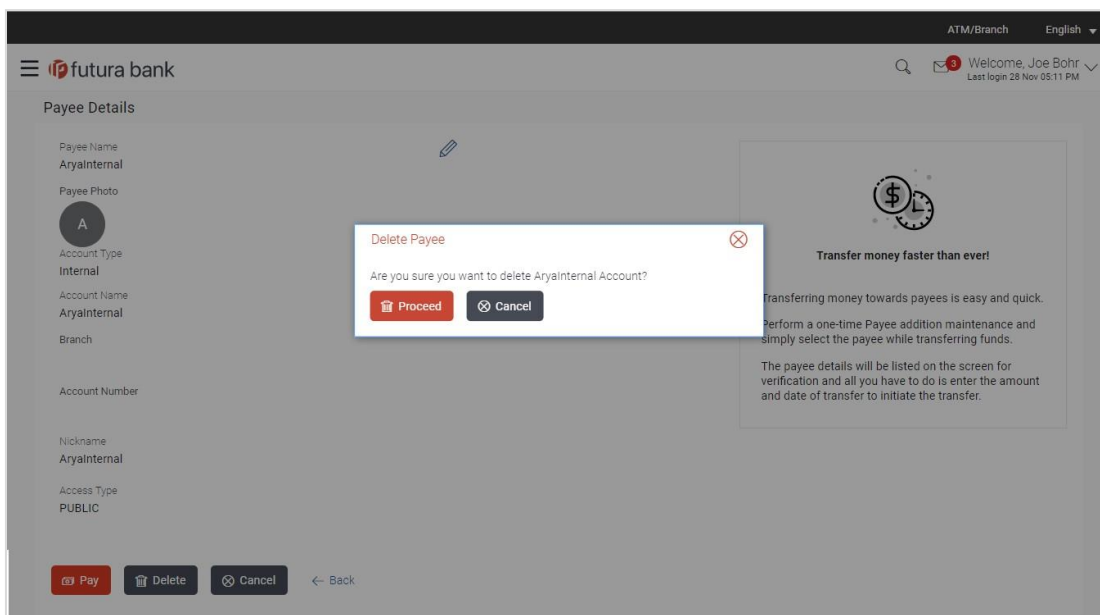 ATM/Branch English
futura bank
3 Welcome, Joe Bohr
Last login 28 Nov 05:11 PM
Payee Details
Payee Name
AryaInternal
Payee Photo
A
Account Type
Internal
Account Name
AryaInternal
Branch
Account Number
Nickname
AryaInternal
Access Type
PUBLIC
Delete Payee
Are you sure you want to delete AryaInternal Account?
Proceed Cancel
$
Transfer money faster than ever!
Transferring money towards payees is easy and quick.
Perform a one-time Payee addition maintenance and
simply select the payee while transferring funds.
The payee details will be listed on the screen for
verification and all you have to do is enter the amount
and date of transfer to initiate the transfer.
Pay Delete Cancel Back